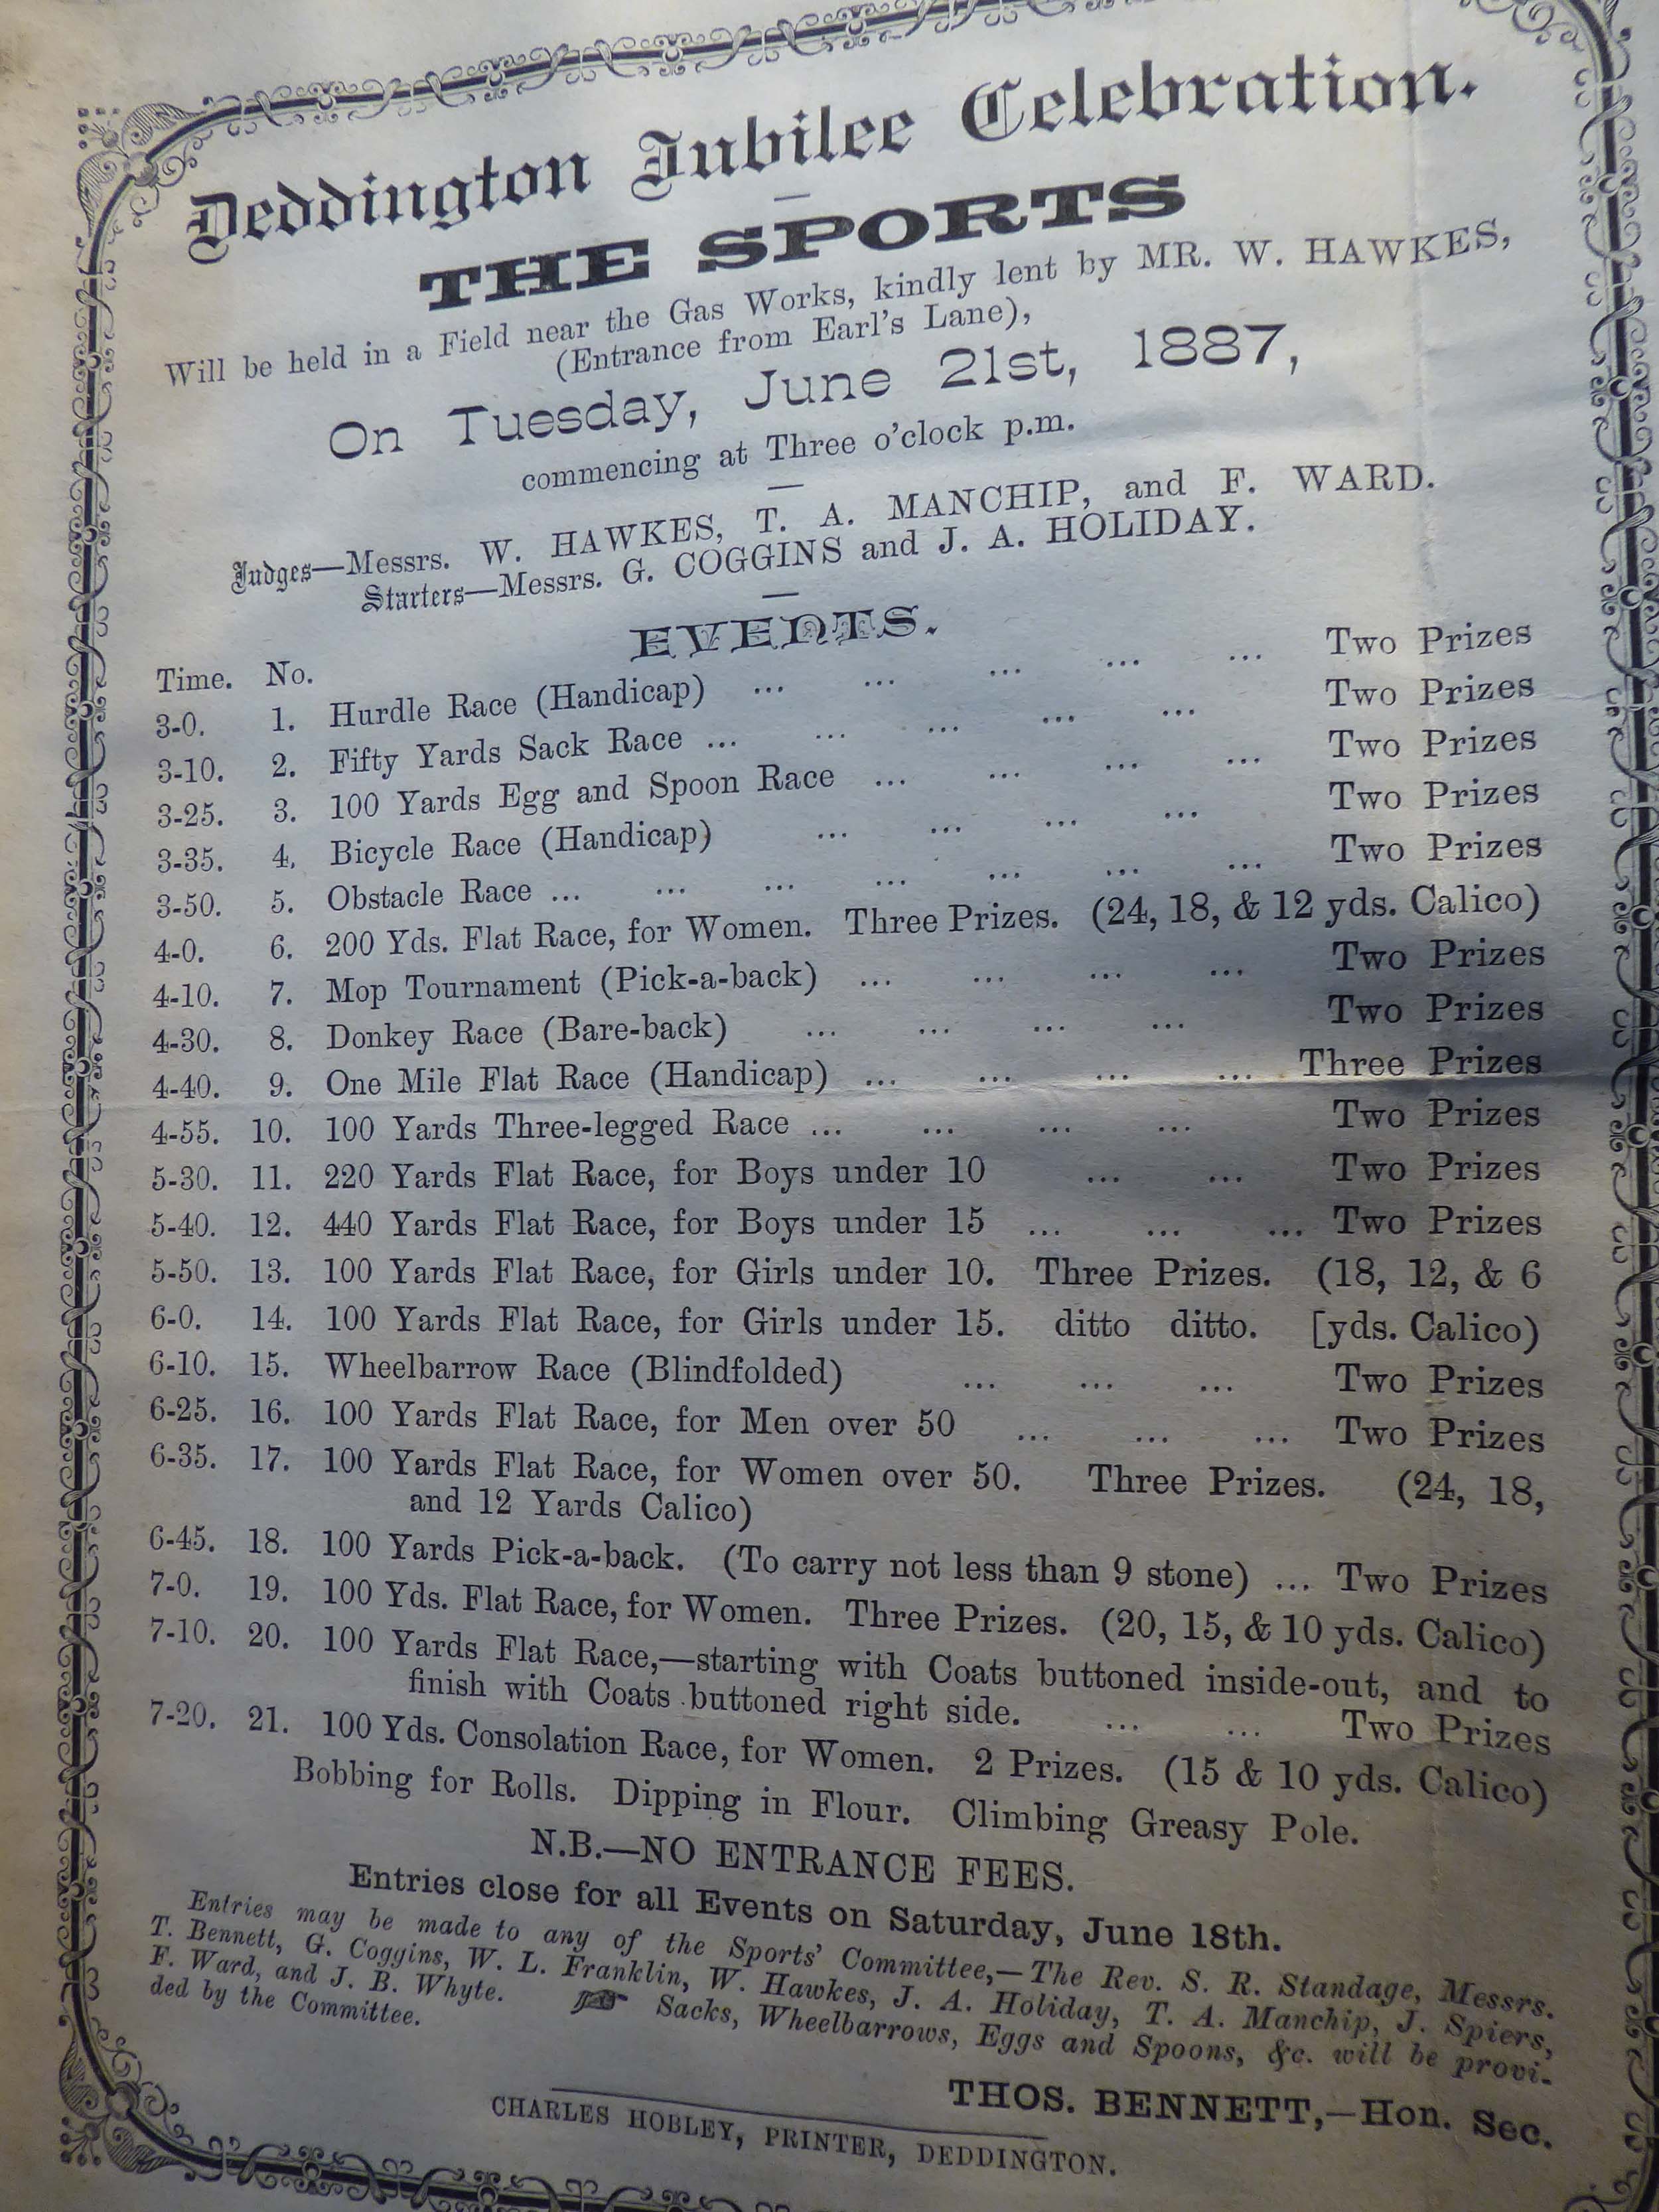 Deddington Jubilee Celebration.
THE SPORTS
Will be held in a Field near the Gas Works, kindly lent by MR. W. HAWKES,
(Entrance from Earl's Lane),
On Tuesday, June 21st, 1887,
commencing at Three o'clock p.m.
Judges—Messrs. W. HAWKES, T. A. MANCHIP, and F. WARD.
Starters—Messrs. G. COGGINS and J. A. HOLIDAY.
EVENTS.
Time. No.
3-0. 1. Hurdle Race (Handicap) ... ... ... ... ... Two Prizes
3-10. 2. Fifty Yards Sack Race ... ... ... ... ... Two Prizes
3-25. 3. 100 Yards Egg and Spoon Race ... ... ... ... Two Prizes
3-35. 4. Bicycle Race (Handicap) ... ... ... ... Two Prizes
3-50. 5. Obstacle Race ... ... ... ... ... ... ... Two Prizes
4-0. 6. 200 Yds. Flat Race, for Women. Three Prizes. (24, 18, & 12 yds. Calico)
4-10. 7. Mop Tournament (Pick-a-back) ... ... ... ... Two Prizes
4-30. 8. Donkey Race (Bare-back) ... ... ... ... Two Prizes
4-40. 9. One Mile Flat Race (Handicap) ... ... ... ... Three Prizes
4-55. 10. 100 Yards Three-legged Race ... ... ... ... Two Prizes
5-30. 11. 220 Yards Flat Race, for Boys under 10 ... ... Two Prizes
5-40. 12. 440 Yards Flat Race, for Boys under 15 ... ... ... Two Prizes
5-50. 13. 100 Yards Flat Race, for Girls under 10. Three Prizes. (18, 12, & 6
6-0. 14. 100 Yards Flat Race, for Girls under 15. ditto ditto. [yds. Calico)
6-10. 15. Wheelbarrow Race (Blindfolded) ... ... ... Two Prizes
6-25. 16. 100 Yards Flat Race, for Men over 50 ... ... ... Two Prizes
6-35. 17. 100 Yards Flat Race, for Women over 50. Three Prizes. (24, 18,
and 12 Yards Calico)
6-45. 18. 100 Yards Pick-a-back. (To carry not less than 9 stone) ... Two Prizes
7-0. 19. 100 Yds. Flat Race, for Women. Three Prizes. (20, 15, & 10 yds. Calico)
7-10. 20. 100 Yards Flat Race,—starting with Coats buttoned inside-out, and to
finish with Coats buttoned right side. ... ... Two Prizes
7-20. 21. 100 Yds. Consolation Race, for Women. 2 Prizes. (15 & 10 yds. Calico)
Bobbing for Rolls. Dipping in Flour. Climbing Greasy Pole.
N.B.—NO ENTRANCE FEES.
Entries close for all Events on Saturday, June 18th.
Entries may be made to any of the Sports' Committee,—The Rev. S. R. Standage, Messrs.
T. Bennett, G. Coggins, W. L. Franklin, W. Hawkes, J. A. Holiday, T. A. Manchip, J. Spiers,
F. Ward, and J. B. Whyte. ☞ Sacks, Wheelbarrows, Eggs and Spoons, &c. will be provi-
ded by the Committee.
THOS. BENNETT,—Hon. Sec.
CHARLES HOBLEY, PRINTER, DEDDINGTON.